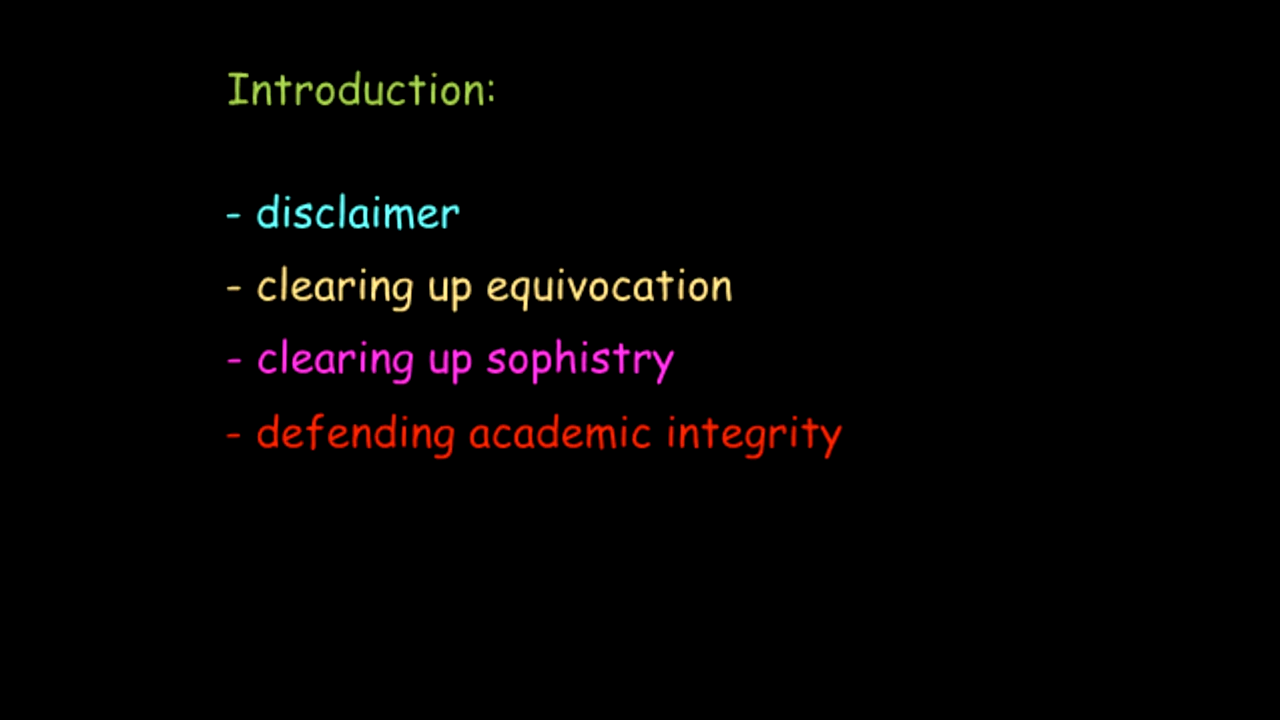 Introduction:
- disclaimer
- clearing up equivocation
- clearing up sophistry
- defending academic integrity